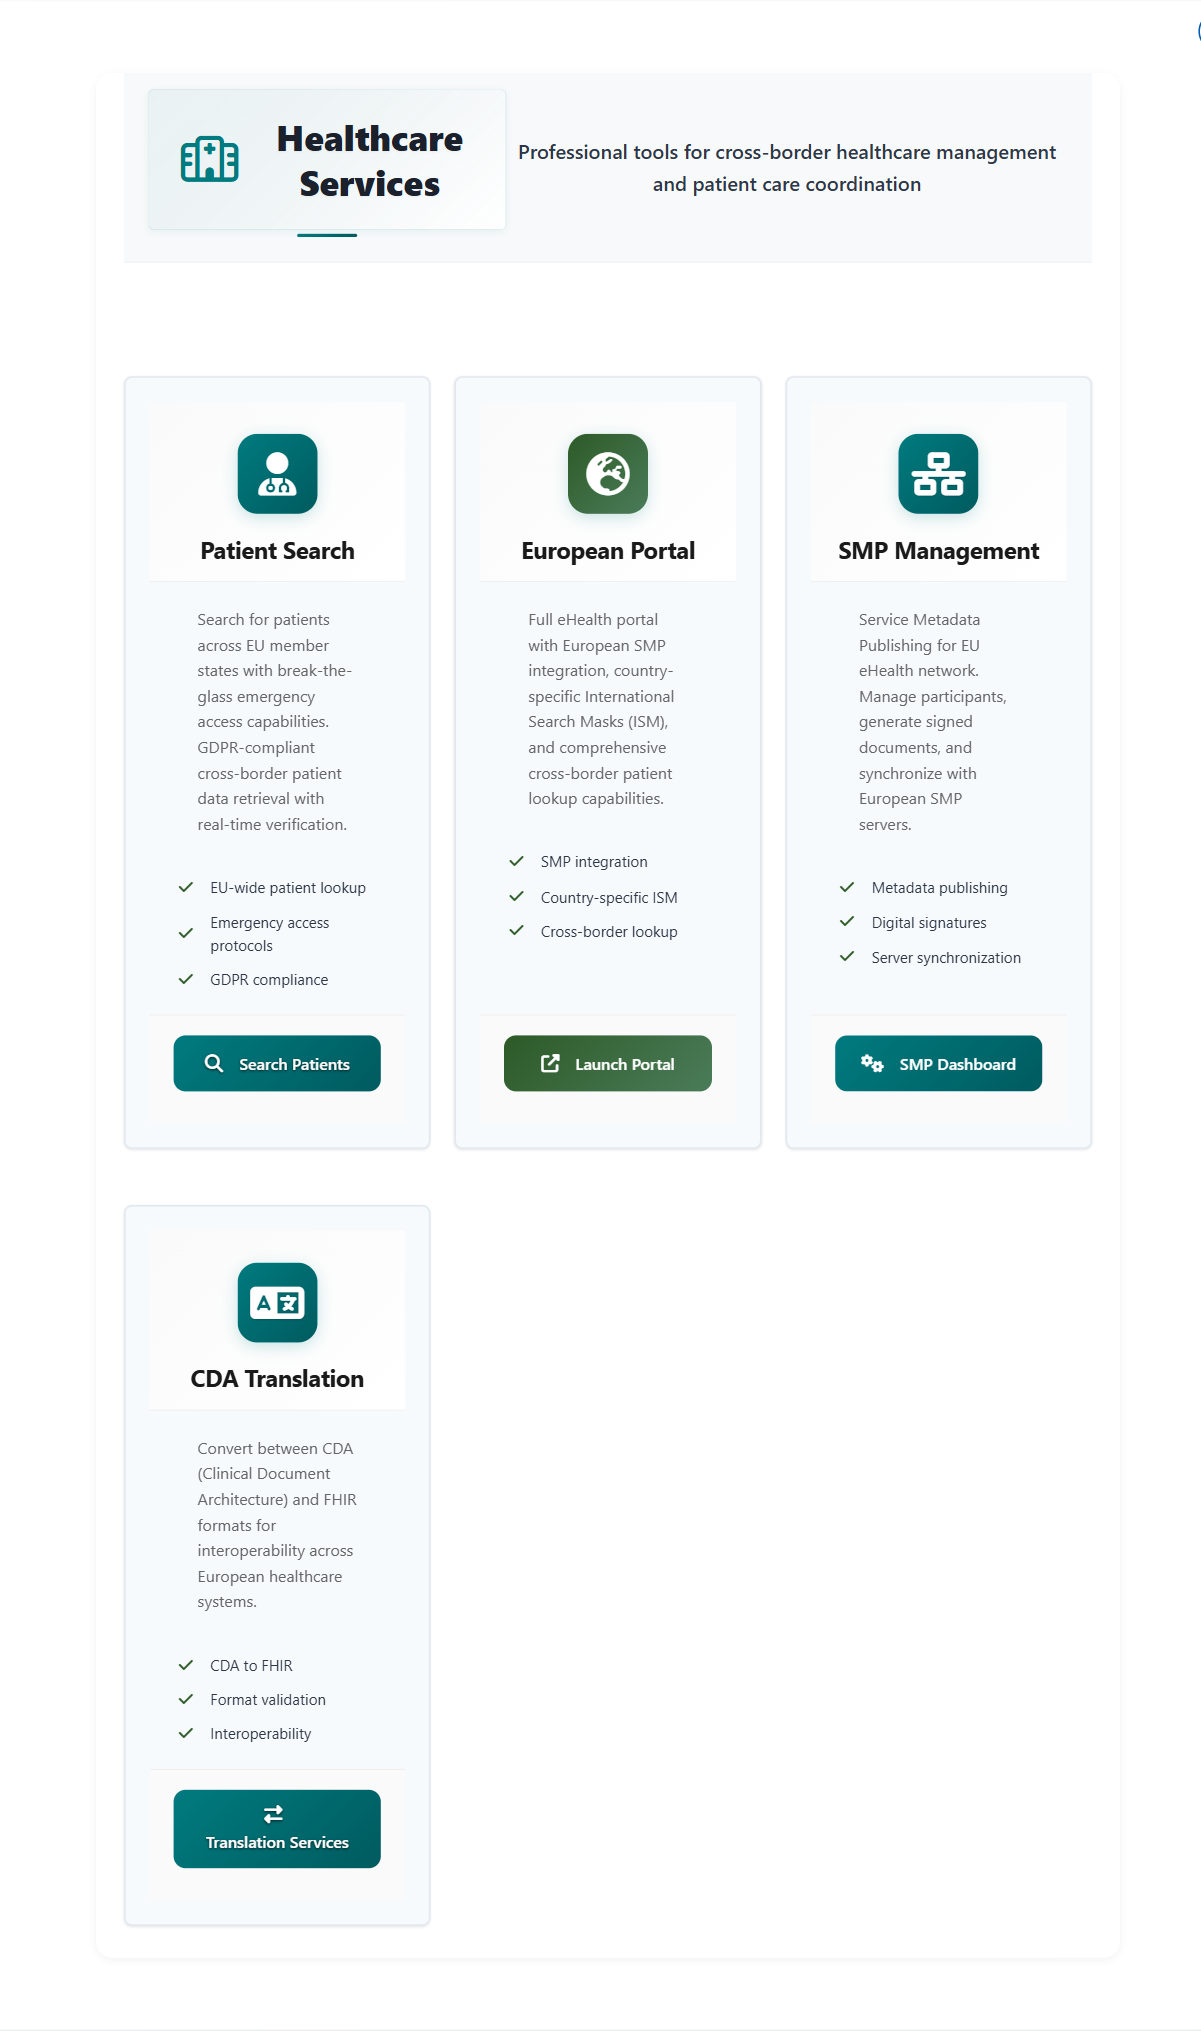 Healthcare
Services
Professional tools for cross-border healthcare management
and patient care coordination
Patient Search
Search for patients
across EU member
states with break-the-
glass emergency
access capabilities.
GDPR-compliant
cross-border patient
data retrieval with
real-time verification.
EU-wide patient lookup
Emergency access
protocols
GDPR compliance
Search Patients
European Portal
Full eHealth portal
with European SMP
integration, country-
specific International
Search Masks (ISM),
and comprehensive
cross-border patient
lookup capabilities.
SMP integration
Country-specific ISM
Cross-border lookup
Launch Portal
SMP Management
Service Metadata
Publishing for EU
eHealth network.
Manage participants,
generate signed
documents, and
synchronize with
European SMP
servers.
Metadata publishing
Digital signatures
Server synchronization
SMP Dashboard
A 文
CDA Translation
Convert between CDA
(Clinical Document
Architecture) and FHIR
formats for
interoperability across
European healthcare
systems.
CDA to FHIR
Format validation
Interoperability
Translation Services